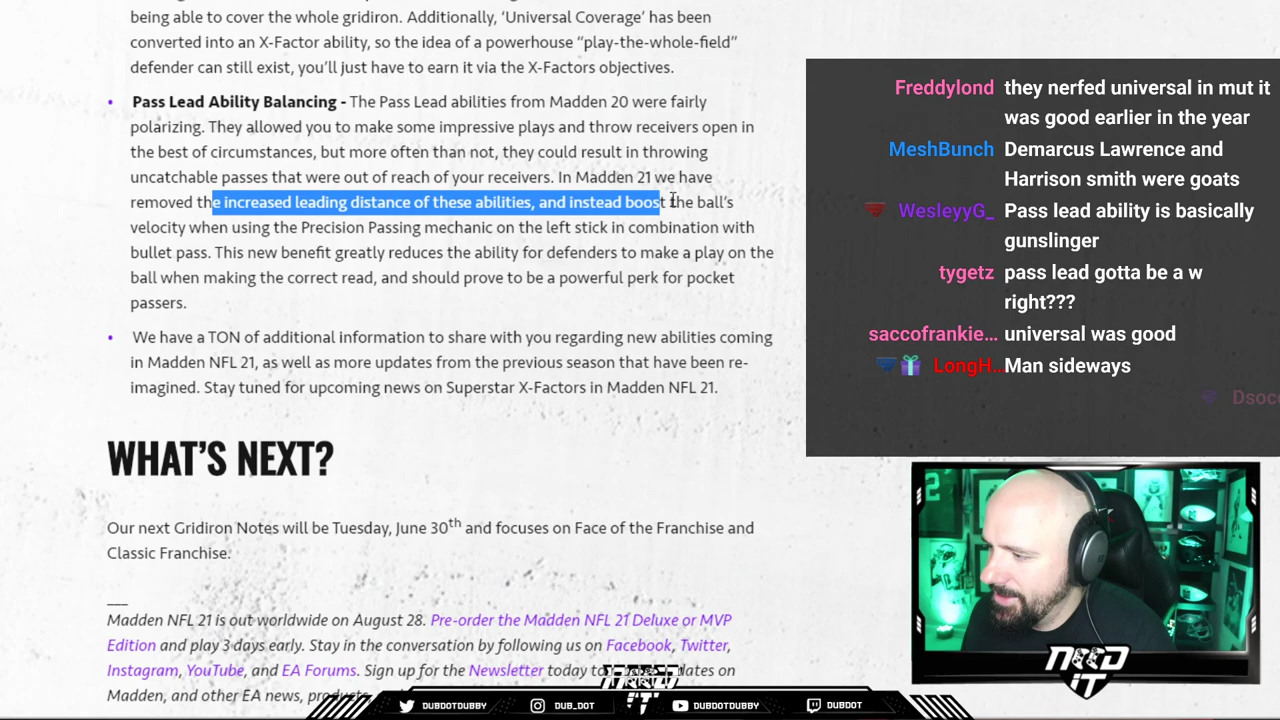 being able to cover the whole gridiron. Additionally, ‘Universal Coverage’ has been
converted into an X-Factor ability, so the idea of a powerhouse “play-the-whole-field”
defender can still exist, you’ll just have to earn it via the X-Factors objectives.
• Pass Lead Ability Balancing - The Pass Lead abilities from Madden 20 were fairly
polarizing. They allowed you to make some impressive plays and throw receivers open in
the best of circumstances, but more often than not, they could result in throwing
uncatchable passes that were out of reach of your receivers. In Madden 21 we have
removed the increased leading distance of these abilities, and instead boost the ball’s
velocity when using the Precision Passing mechanic on the left stick in combination with
bullet pass. This new benefit greatly reduces the ability for defenders to make a play on the
ball when making the correct read, and should prove to be a powerful perk for pocket
passers.
• We have a TON of additional information to share with you regarding new abilities coming
in Madden NFL 21, as well as more updates from the previous season that have been re-
imagined. Stay tuned for upcoming news on Superstar X-Factors in Madden NFL 21.
WHAT’S NEXT?
Our next Gridiron Notes will be Tuesday, June 30th and focuses on Face of the Franchise and
Classic Franchise.
Madden NFL 21 is out worldwide on August 28. Pre-order the Madden NFL 21 Deluxe or MVP
Edition and play 3 days early. Stay in the conversation by following us on Facebook, Twitter,
Instagram, YouTube, and EA Forums. Sign up for the Newsletter today to dates on
Madden, and other EA news, products
Freddylond they nerfed universal in mut it
was good earlier in the year
MeshBunch Demarcus Lawrence and
Harrison smith were goats
WesleyyG_ Pass lead ability is basically
gunslinger
tygetz pass lead gotta be a w
right???
saccofrankie… universal was good
LongH… Man sideways
Dsoc
NEED
IT
DUBDOTDUBBY
DUB_DOT
DUBDOTDUBBY
DUBDOT